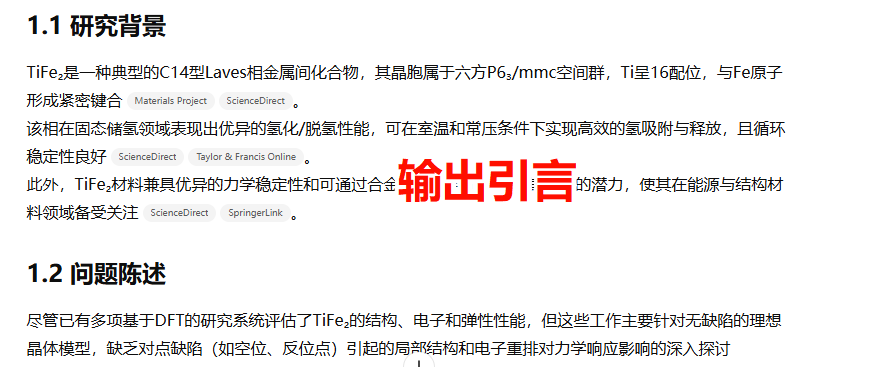 1.1 研究背景
TiFe₂是一种典型的C14型Laves相金属间化合物，其晶胞属于六方P6₃/mmc空间群，Ti呈16配位，与Fe原子
形成紧密键合 Materials Project ScienceDirect 。
该相在固态储氢领域表现出优异的氢化/脱氢性能，可在室温和常压条件下实现高效的氢吸附与释放，且循环
稳定性良好 ScienceDirect Taylor & Francis Online 。
此外，TiFe₂材料兼具优异的力学稳定性和可通过合金 的潜力，使其在能源与结构材
输出引言
料领域备受关注 ScienceDirect SpringerLink 。
1.2 问题陈述
尽管已有多项基于DFT的研究系统评估了TiFe₂的结构、电子和弹性性能，但这些工作主要针对无缺陷的理想
晶体模型，缺乏对点缺陷（如空位、反位点）引起的局部结构和电子重排对力学响应影响的深入探讨